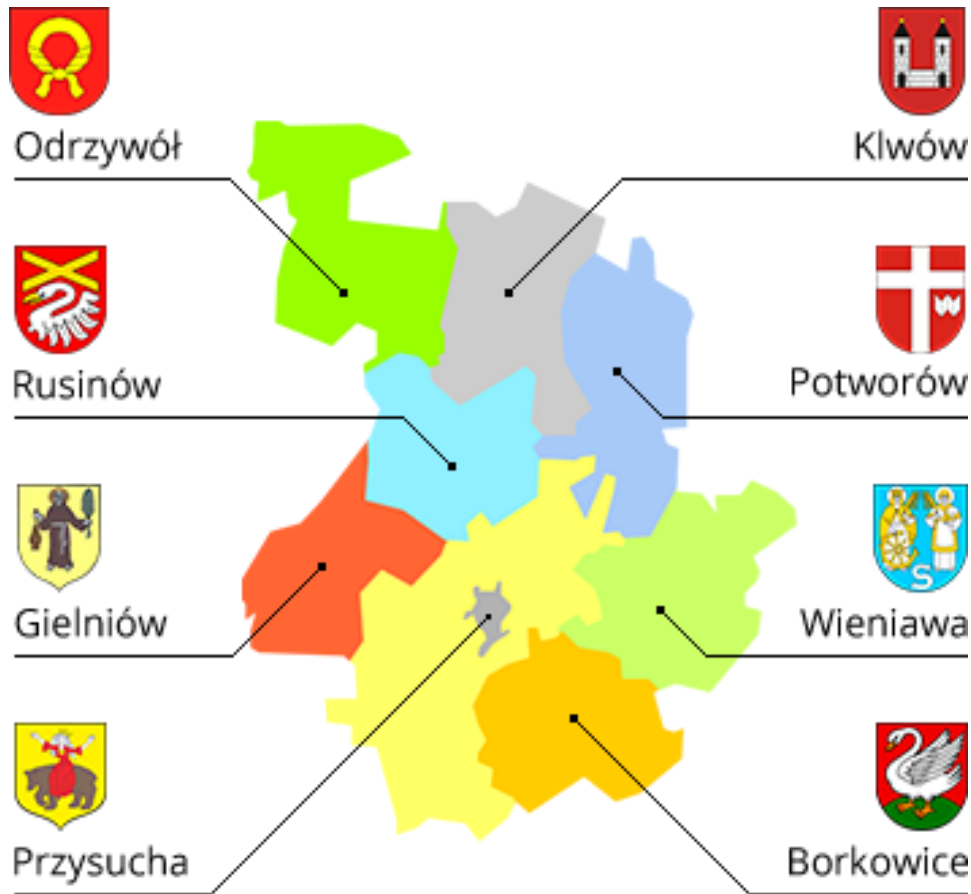 Odrzywół
Klwów
Rusinów
Potworów
Gielniów
S
Wieniawa
Przysucha
Borkowice